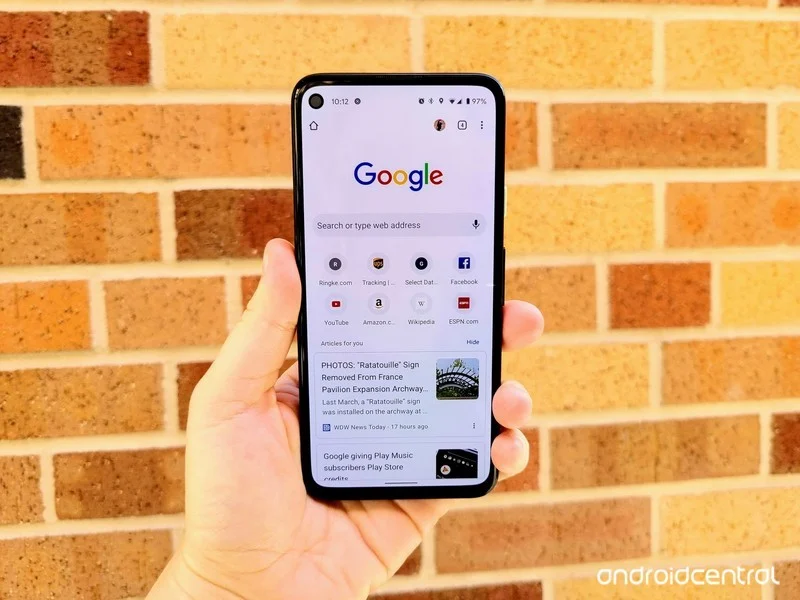 10:12 97%
4
Google
Search or type web address
R ups G
Ringke.com Tracking | ... Select Dat... Facebook
a W ESPN
YouTube Amazon.c... Wikipedia ESPN.com
Articles for you Hide
PHOTOS: "Ratatouille" Sign
Removed From France
Pavilion Expansion Archway...
Last March, a "Ratatouille" sign
was installed on the archway at ...
WDW News Today · 17 hours ago
Google giving Play Music
subscribers Play Store
credits
androidcentral